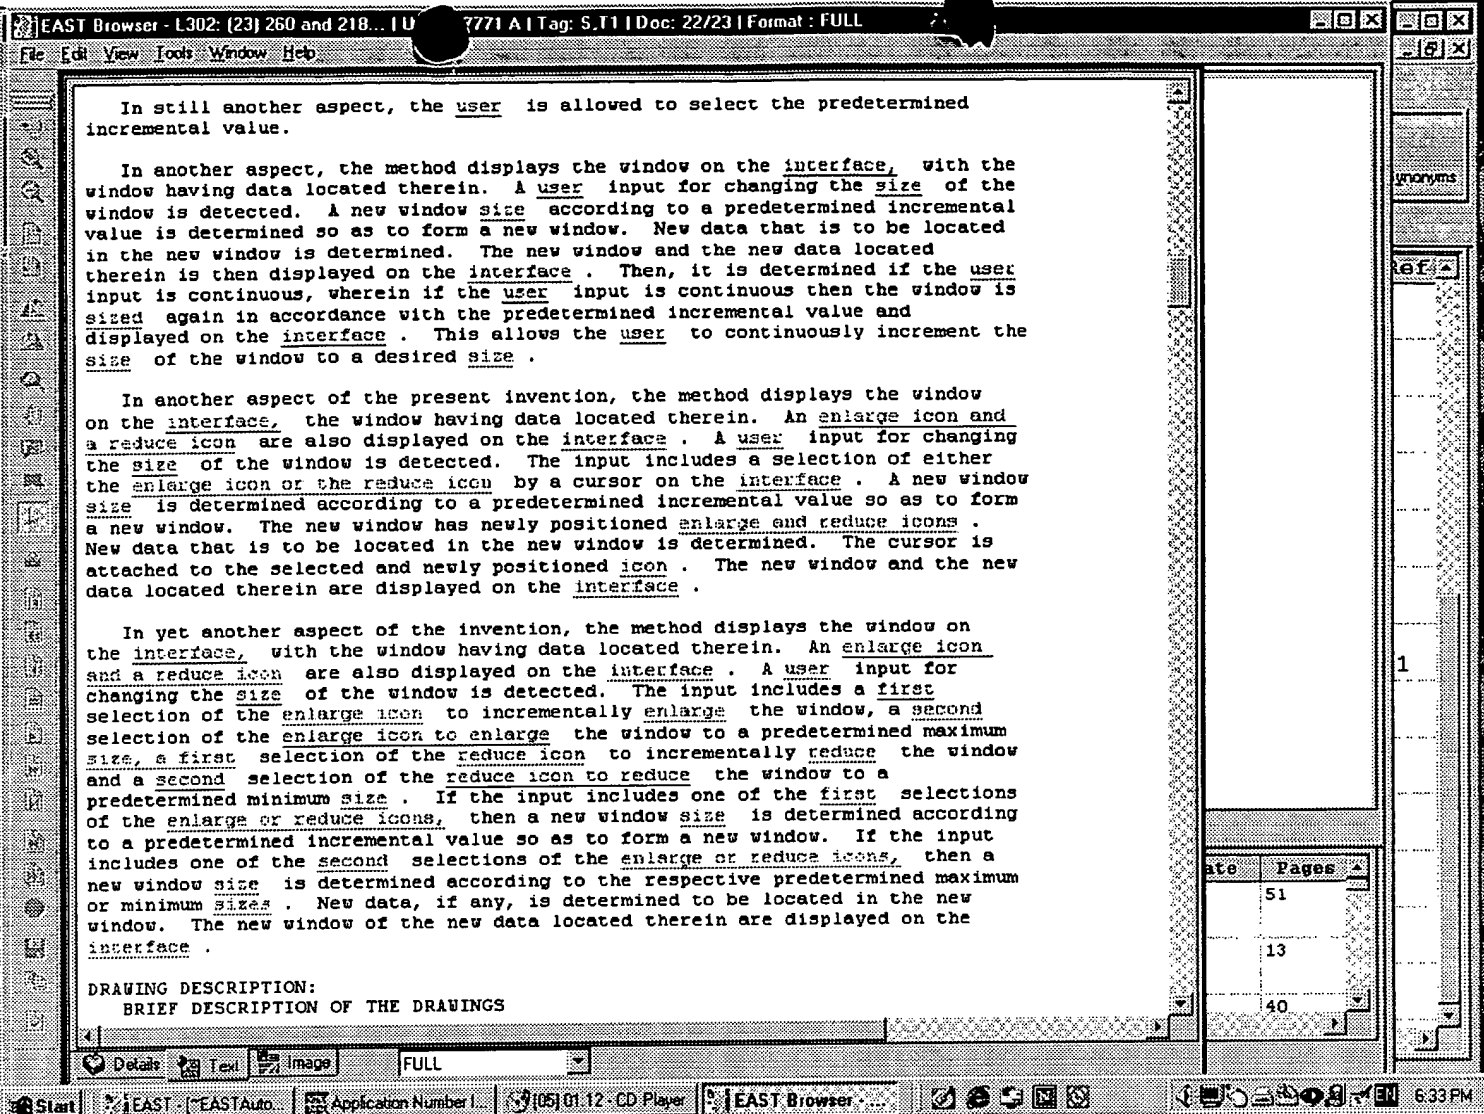 EAST Browser - L302: (23) 260 and 218... | U 7771 A | Tag: S,T1 | Doc: 22/23 | Format : FULL
File Edit View Tools Window Help
In still another aspect, the user is allowed to select the predetermined
incremental value.
In another aspect, the method displays the window on the interface, with the
window having data located therein. A user input for changing the size of the
window is detected. A new window size according to a predetermined incremental
value is determined so as to form a new window. New data that is to be located
in the new window is determined. The new window and the new data located
therein is then displayed on the interface . Then, it is determined if the user
input is continuous, wherein if the user input is continuous then the window is
sized again in accordance with the predetermined incremental value and
displayed on the interface . This allows the user to continuously increment the
size of the window to a desired size .
In another aspect of the present invention, the method displays the window
on the interface, the window having data located therein. An enlarge icon and
a reduce icon are also displayed on the interface . A user input for changing
the size of the window is detected. The input includes a selection of either
the enlarge icon or the reduce icon by a cursor on the interface . A new window
size is determined according to a predetermined incremental value so as to form
a new window. The new window has newly positioned enlarge and reduce icons .
New data that is to be located in the new window is determined. The cursor is
attached to the selected and newly positioned icon . The new window and the new
data located therein are displayed on the interface .
In yet another aspect of the invention, the method displays the window on
the interface, with the window having data located therein. An enlarge icon
and a reduce icon are also displayed on the interface . A user input for
changing the size of the window is detected. The input includes a first
selection of the enlarge icon to incrementally enlarge the window, a second
selection of the enlarge icon to enlarge the window to a predetermined maximum
size, a first selection of the reduce icon to incrementally reduce the window
and a second selection of the reduce icon to reduce the window to a
predetermined minimum size . If the input includes one of the first selections
of the enlarge or reduce icons, then a new window size is determined according
to a predetermined incremental value so as to form a new window. If the input
includes one of the second selections of the enlarge or reduce icons, then a
new window size is determined according to the respective predetermined maximum
or minimum sizes . New data, if any, is determined to be located in the new
window. The new window of the new data located therein are displayed on the
interface .
DRAWING DESCRIPTION:
BRIEF DESCRIPTION OF THE DRAWINGS
ynonyms
Ref
1
ate Pages
51
13
40
Details Text Image FULL
Start EAST - [~EASTAuto... Application Number I... [05] 01:12 - CD Player EAST Browser - ... 6:33 PM